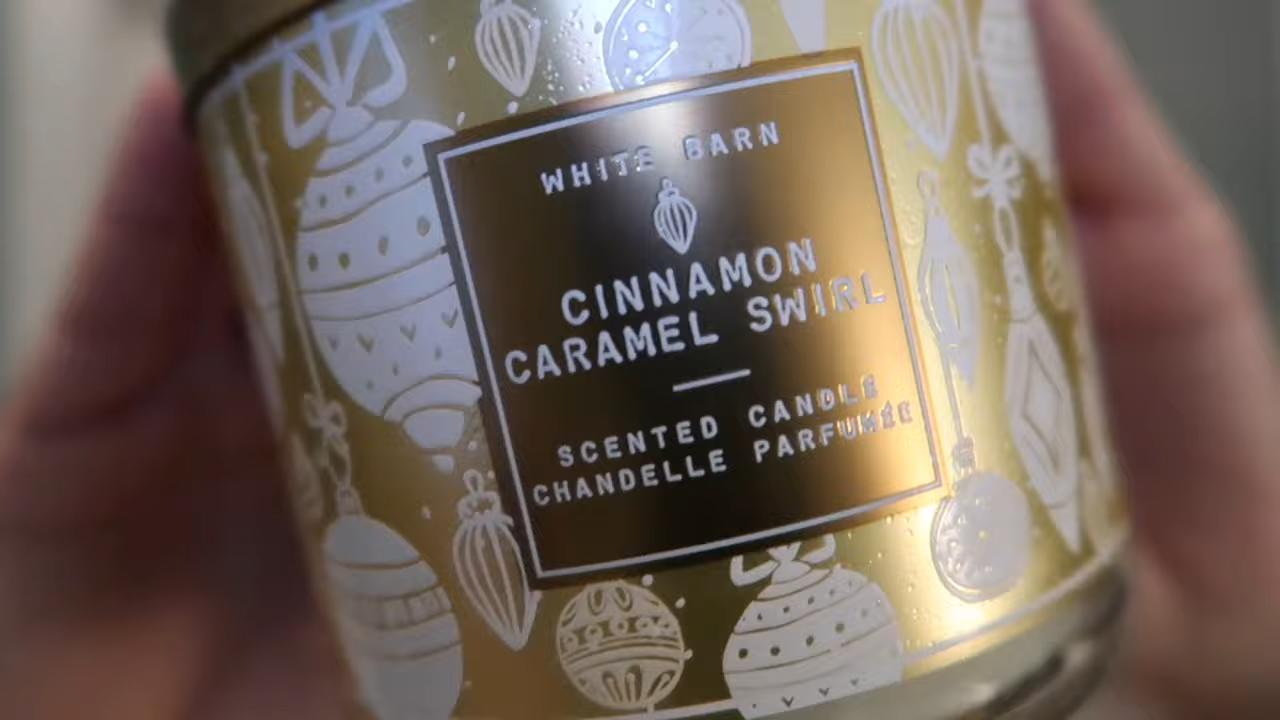 WHITE BARN
CINNAMON
CARAMEL SWIRL
SCENTED CANDLE
CHANDELLE PARFUMÉE